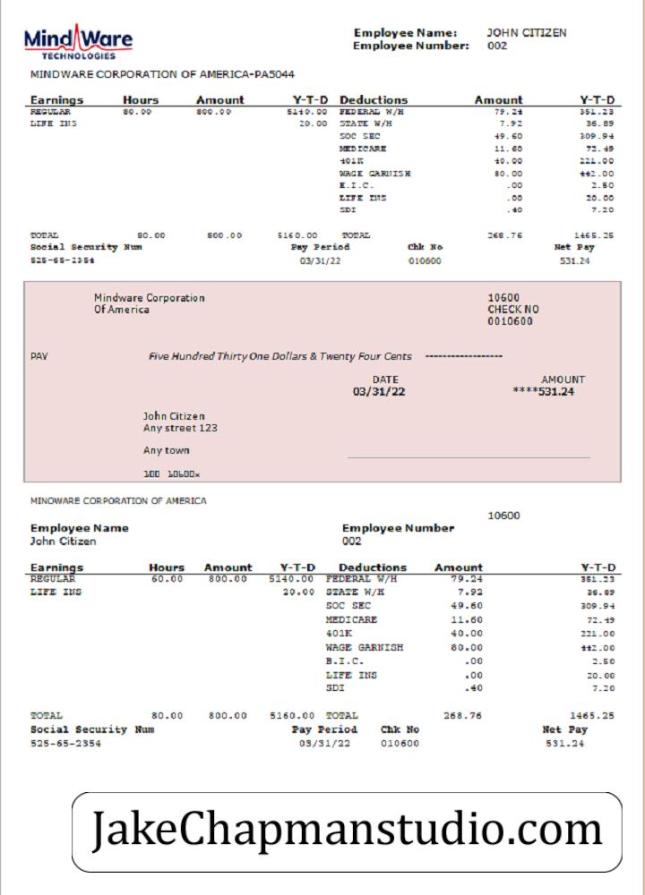 MindWare
TECHNOLOGIES
Employee Name: JOHN CITIZEN
Employee Number: 002
MINDWARE CORPORATION OF AMERICA-PA5044
Earnings Hours Amount Y-T-D Deductions Amount Y-T-D
REGULAR 80.00 800.00 5140.00 FEDERAL W/H 79.24 351.23
LIFE INS 20.00 STATE W/H 7.92 36.89
SOC SEC 49.60 309.94
MEDICARE 11.60 72.49
401K 40.00 221.00
WAGE GARNISH 80.00 442.00
E.I.C. .00 2.50
LIFE INS .00 20.00
SDI .40 7.20
TOTAL 80.00 800.00 5160.00 TOTAL 268.76 1465.25
Social Security Num Pay Period Chk No Net Pay
525-65-2354 03/31/22 010600 531.24
Mindware Corporation 10600
Of America CHECK NO
0010600
PAY Five Hundred Thirty One Dollars & Twenty Four Cents ------------------
DATE AMOUNT
03/31/22 ****531.24
John Citizen
Any street 123
Any town
MINDWARE CORPORATION OF AMERICA
10600
Employee Name Employee Number
John Citizen 002
Earnings Hours Amount Y-T-D Deductions Amount Y-T-D
REGULAR 60.00 800.00 5140.00 FEDERAL W/H 79.24 351.23
LIFE INS 20.00 STATE W/H 7.92 36.89
SOC SEC 49.60 309.94
MEDICARE 11.60 72.49
401K 40.00 221.00
WAGE GARNISH 80.00 442.00
B.I.C. .00 2.50
LIFE INS .00 20.00
SDI .40 7.20
TOTAL 80.00 800.00 5160.00 TOTAL 268.76 1465.25
Social Security Num Pay Period Chk No Net Pay
525-65-2354 03/31/22 010600 531.24
JakeChapmanstudio.com